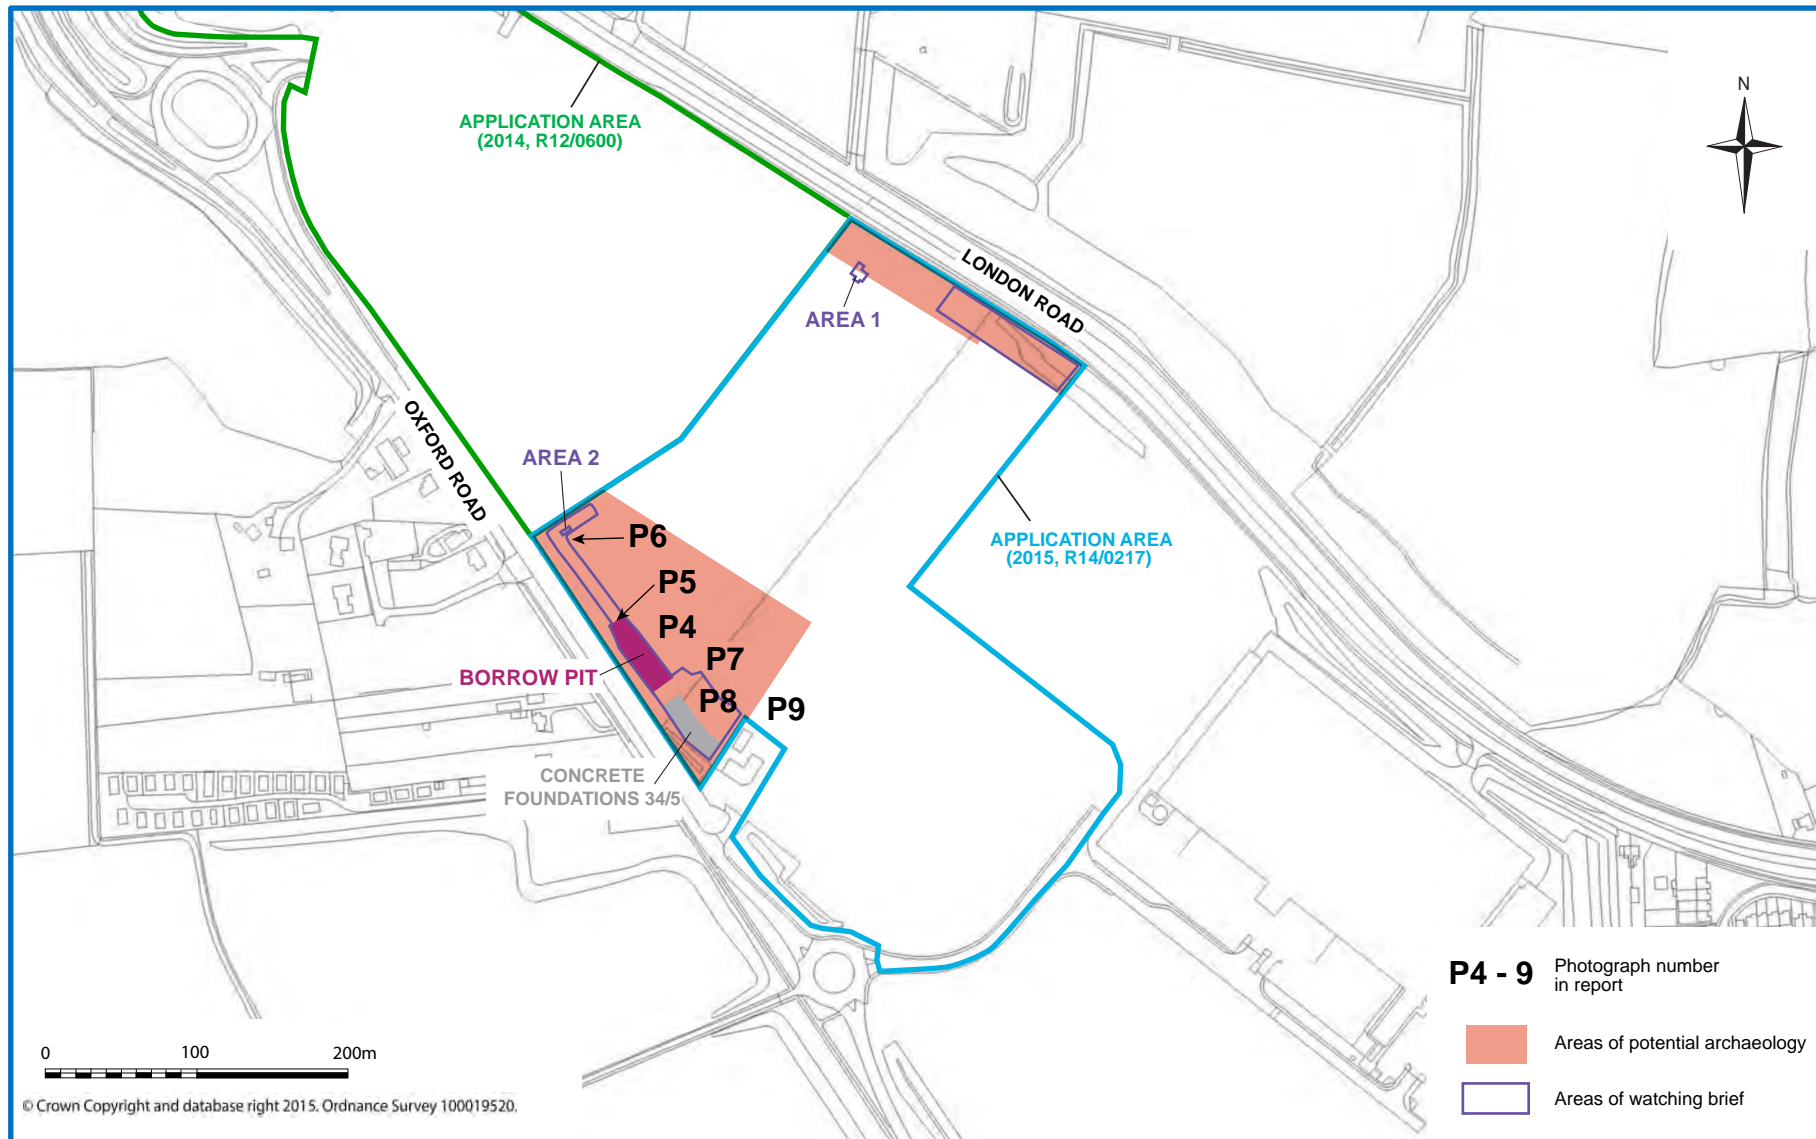 N
APPLICATION AREA
(2014, R12/0600)
LONDON ROAD
AREA 1
OXFORD ROAD
AREA 2
P6
APPLICATION AREA
(2015, R14/0217)
P5
P4
P7
BORROW PIT
P8
P9
CONCRETE
FOUNDATIONS 34/5
P4 - 9
Photograph number
in report
Areas of potential archaeology
Areas of watching brief
0 100 200m
© Crown Copyright and database right 2015. Ordnance Survey 100019520.